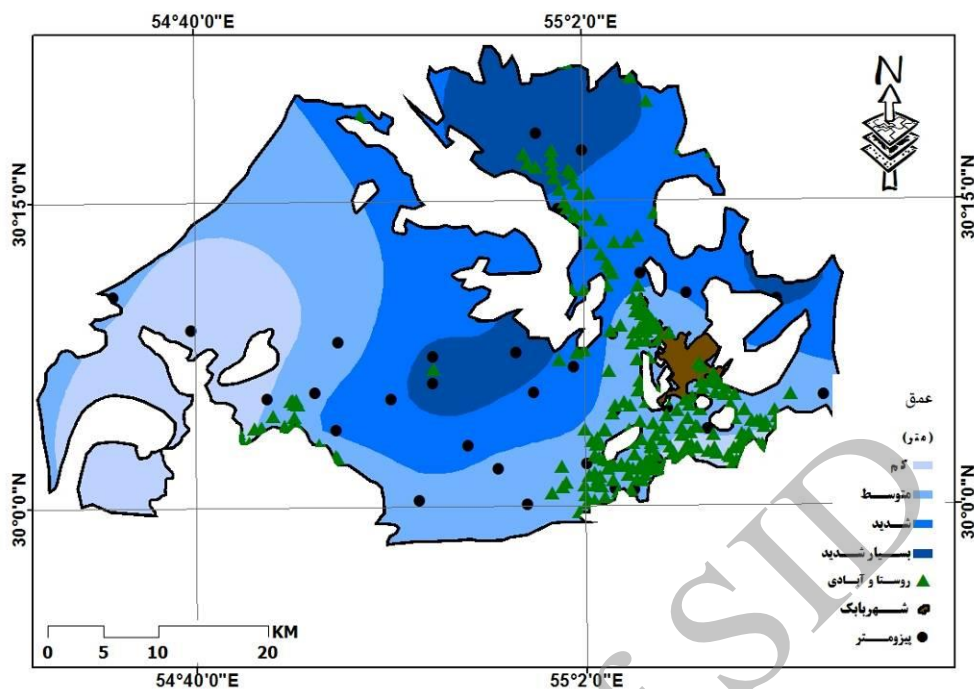 54°40'0"E
55°2'0"E
N
30°15'0"N
30°15'0"N
عمق
(متر)
کم
متوسط
شدید
بسیار شدید
روستا و آبادی
شهربابک
پیزومتر
30°0'0"N
30°0'0"N
KM
0 5 10 20
54°40'0"E
55°2'0"E
of SID